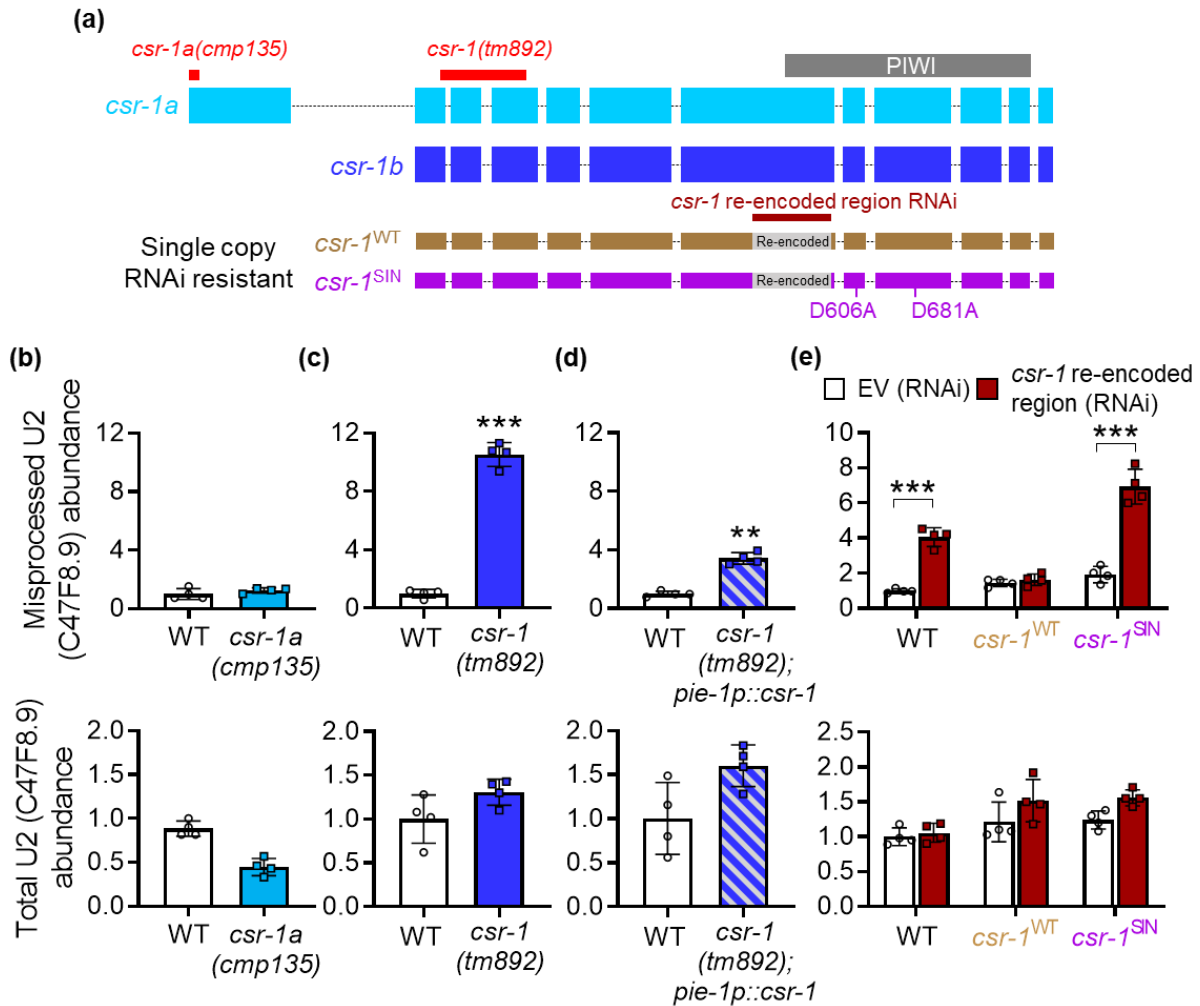 (a)
csr-1a(cmp135)
csr-1(tm892)
PIWI
csr-1a
csr-1b
csr-1 re-encoded region RNAi
Single copy
RNAi resistant
csr-1WT
Re-encoded
csr-1SIN
Re-encoded
D606A
D681A
(b)
(c)
(d)
(e)
EV (RNAi)
csr-1 re-encoded
region (RNAi)
Misprocessed U2
(C47F8.9) abundance
12
8
4
0
WT
csr-1a
(cmp135)
12
8
4
0
***
WT
csr-1
(tm892)
12
8
4
0
**
WT
csr-1
(tm892);
pie-1p::csr-1
10
8
6
4
2
0
***
***
WT
csr-1WT
csr-1SIN
Total U2 (C47F8.9)
abundance
2.0
1.5
1.0
0.5
0.0
WT
csr-1a
(cmp135)
2.0
1.5
1.0
0.5
0.0
WT
csr-1
(tm892)
2.0
1.5
1.0
0.5
0.0
WT
csr-1
(tm892);
pie-1p::csr-1
2.5
2.0
1.5
1.0
0.5
0.0
WT
csr-1WT
csr-1SIN